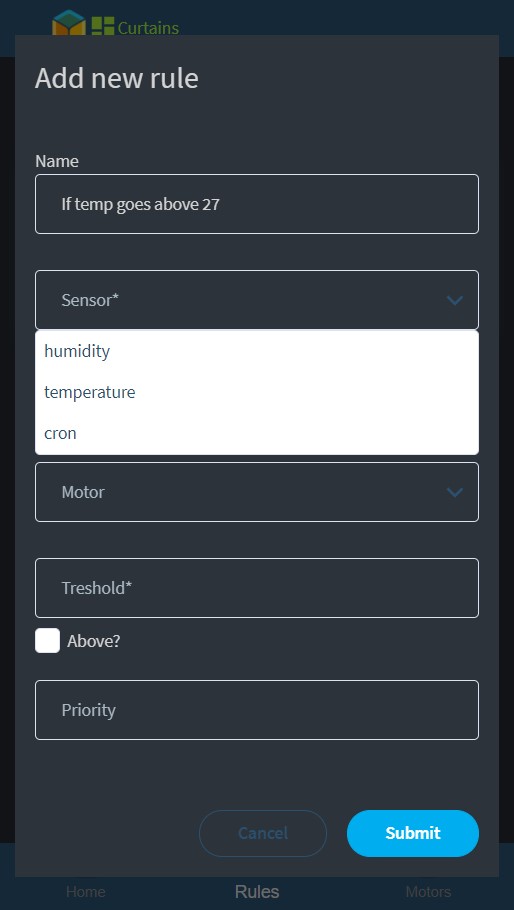 Curtains
Add new rule
Name
If temp goes above 27
Sensor*
humidity
temperature
cron
Motor
Treshold*
Above?
Priority
Cancel
Submit
Home
Rules
Motors